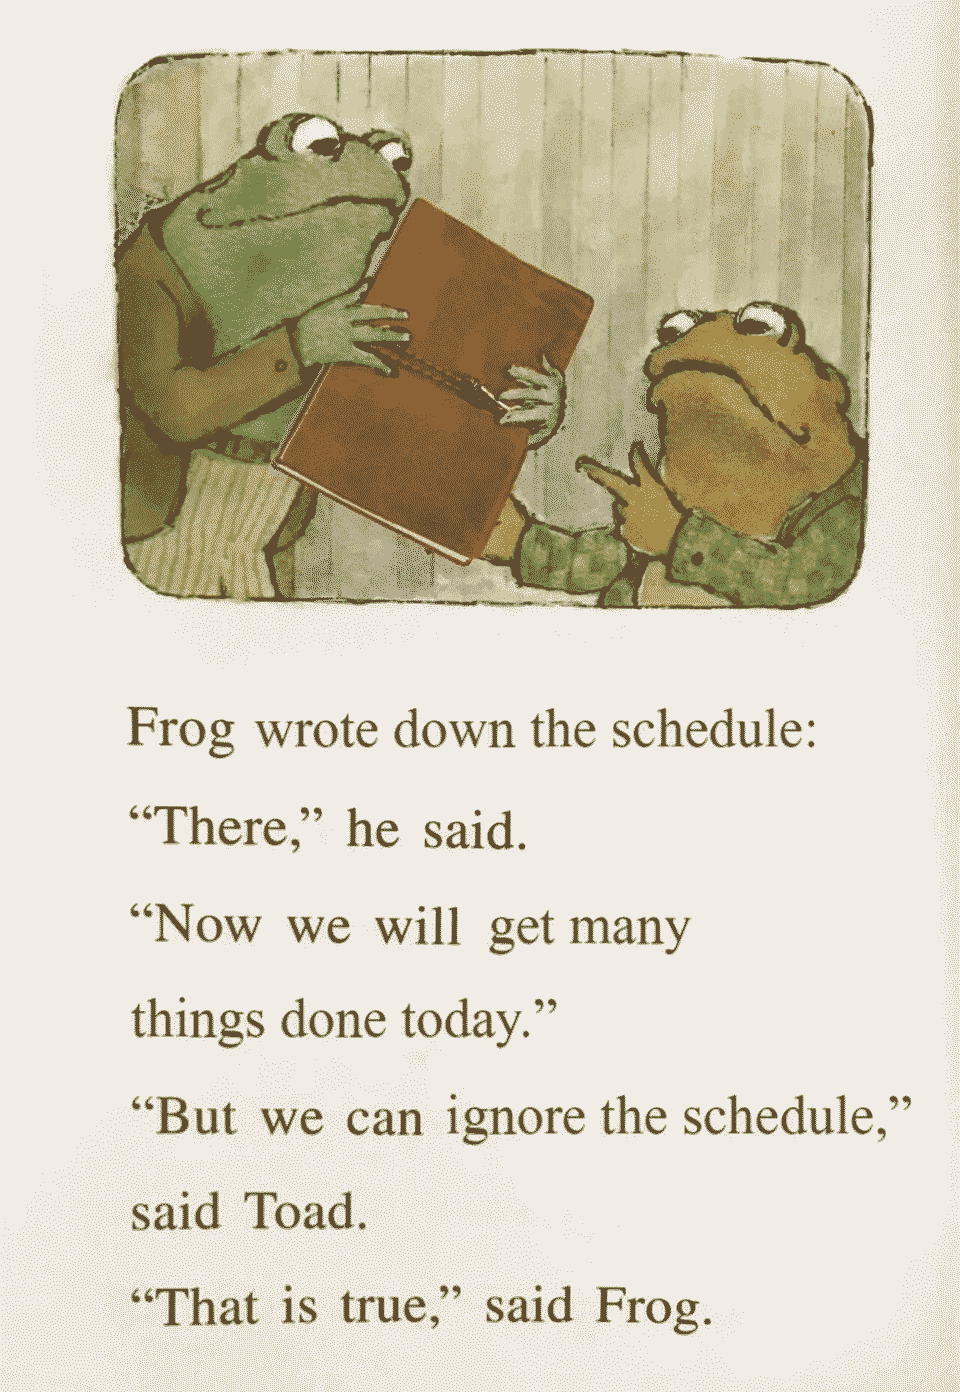 Frog wrote down the schedule:
“There,” he said.
“Now we will get many
things done today.”
“But we can ignore the schedule,”
said Toad.
“That is true,” said Frog.